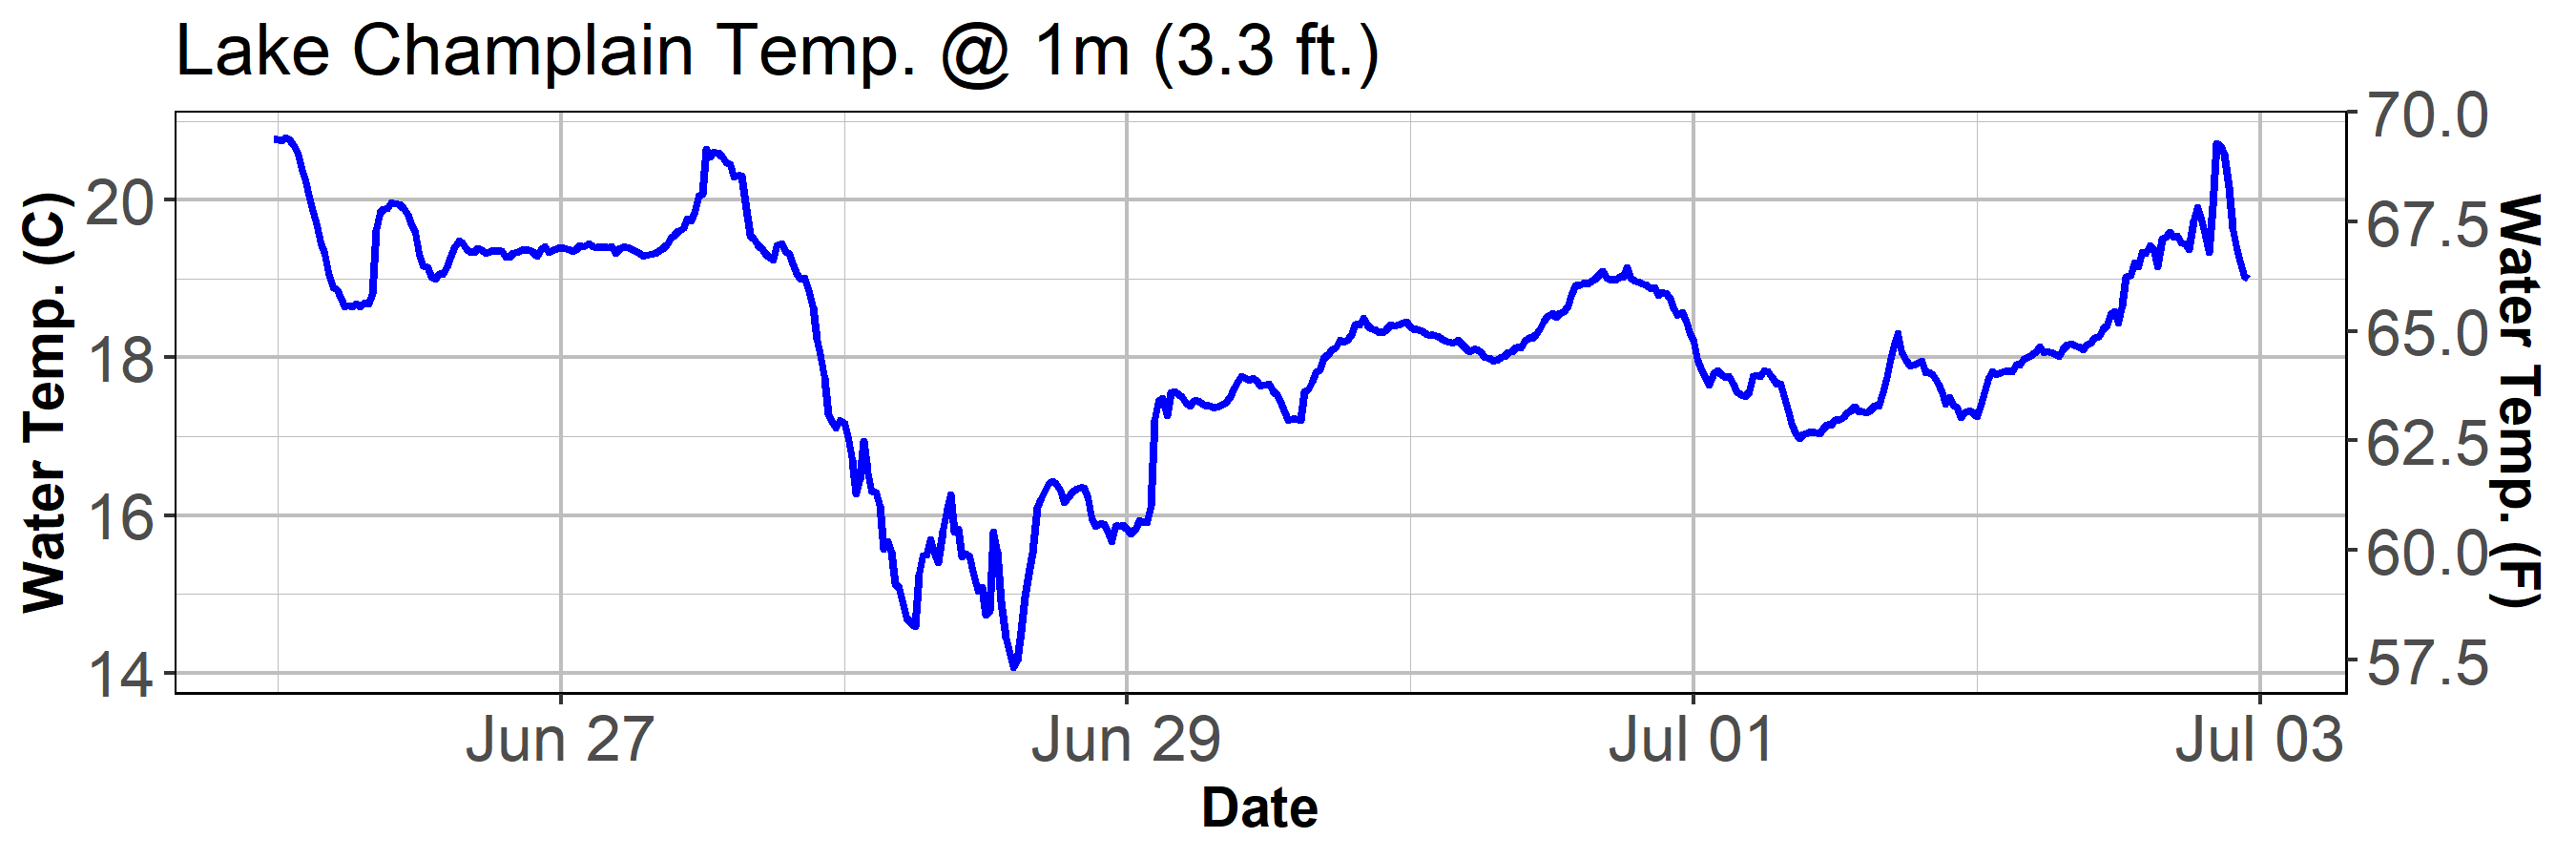 Lake Champlain Temp. @ 1m (3.3 ft.)
Water Temp. (C)
20
18
16
14
70.0
67.5
65.0
62.5
60.0
57.5
Water Temp. (F)
Jun 27
Jun 29
Jul 01
Jul 03
Date